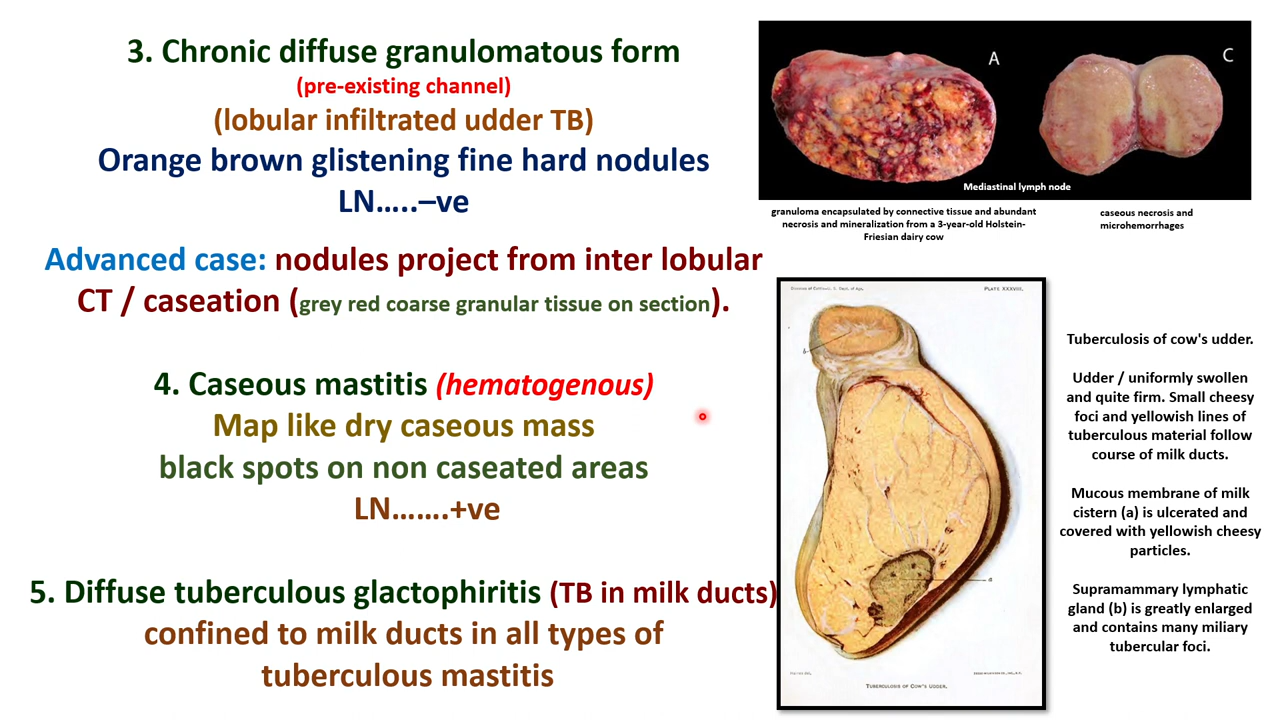 3. Chronic diffuse granulomatous form
(pre-existing channel)
(lobular infiltrated udder TB)
Orange brown glistening fine hard nodules
LN…..–ve
Advanced case: nodules project from inter lobular
CT / caseation (grey red coarse granular tissue on section).
4. Caseous mastitis (hematogenous)
Map like dry caseous mass
black spots on non caseated areas
LN…….+ve
5. Diffuse tuberculous glactophiritis (TB in milk ducts)
confined to milk ducts in all types of
tuberculous mastitis
A
C
Mediastinal lymph node
granuloma encapsulated by connective tissue and abundant
necrosis and mineralization from a 3-year-old Holstein-
Friesian dairy cow
caseous necrosis and
microhemorrhages
PLATE XXXVIII.
b
a
TUBERCULOSIS OF COW'S UDDER.
Tuberculosis of cow's udder.
Udder / uniformly swollen
and quite firm. Small cheesy
foci and yellowish lines of
tuberculous material follow
course of milk ducts.
Mucous membrane of milk
cistern (a) is ulcerated and
covered with yellowish cheesy
particles.
Supramammary lymphatic
gland (b) is greatly enlarged
and contains many miliary
tubercular foci.